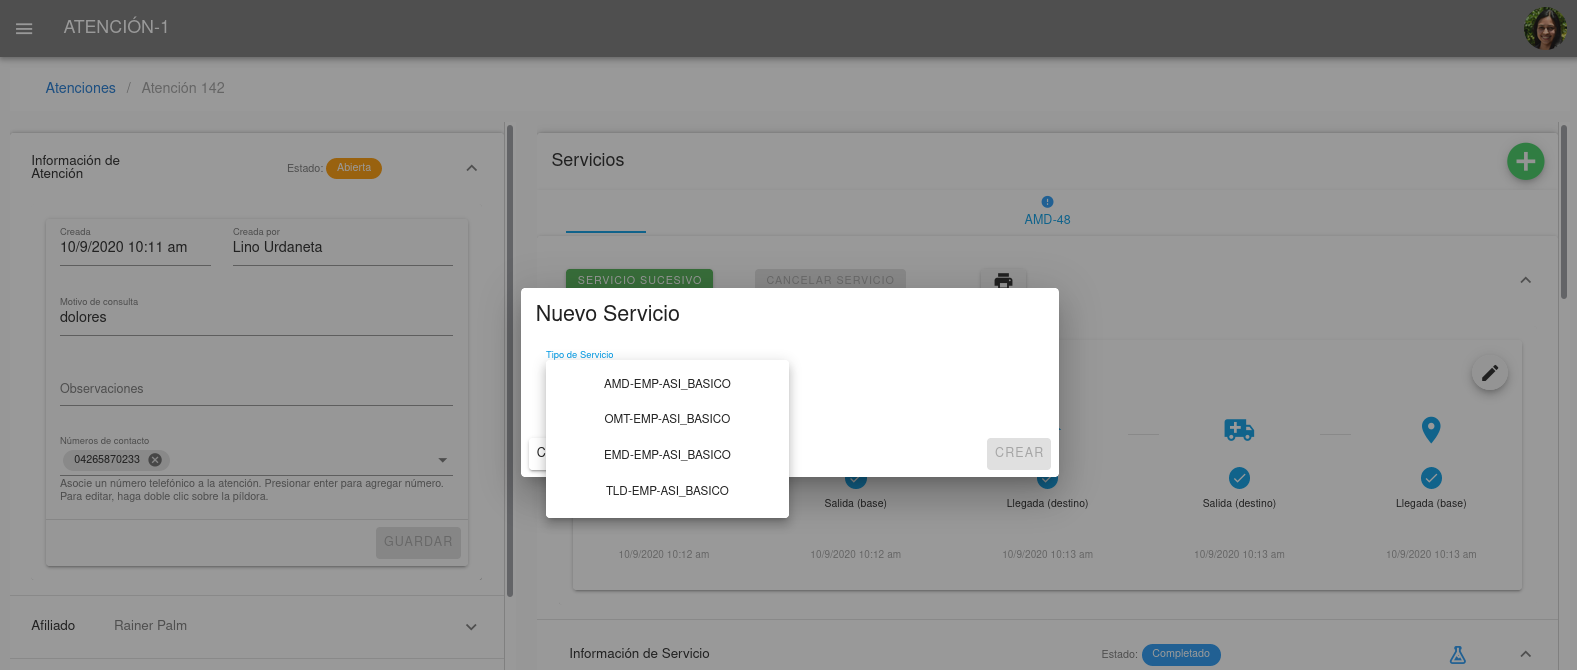 ATENCIÓN-1
Atenciones / Atención 142
Información de
Atención
Estado: Abierta
Creada
10/9/2020 10:11 am
Creada por
Lino Urdaneta
Motivo de consulta
dolores
Observaciones
Números de contacto
04265870233
Asocie un número telefónico a la atención. Presionar enter para agregar número.
Para editar, haga doble clic sobre la píldora.
GUARDAR
Afiliado Rainer Palm
Servicios
AMD-48
SERVICIO SUCESIVO CANCELAR SERVICIO
Nuevo Servicio
Tipo de Servicio
AMD-EMP-ASI_BASICO
OMT-EMP-ASI_BASICO
EMD-EMP-ASI_BASICO
TLD-EMP-ASI_BASICO
C
CREAR
Salida (base) Llegada (destino) Salida (destino) Llegada (base)
10/9/2020 10:12 am 10/9/2020 10:12 am 10/9/2020 10:13 am 10/9/2020 10:13 am 10/9/2020 10:13 am
Información de Servicio Estado: Completado